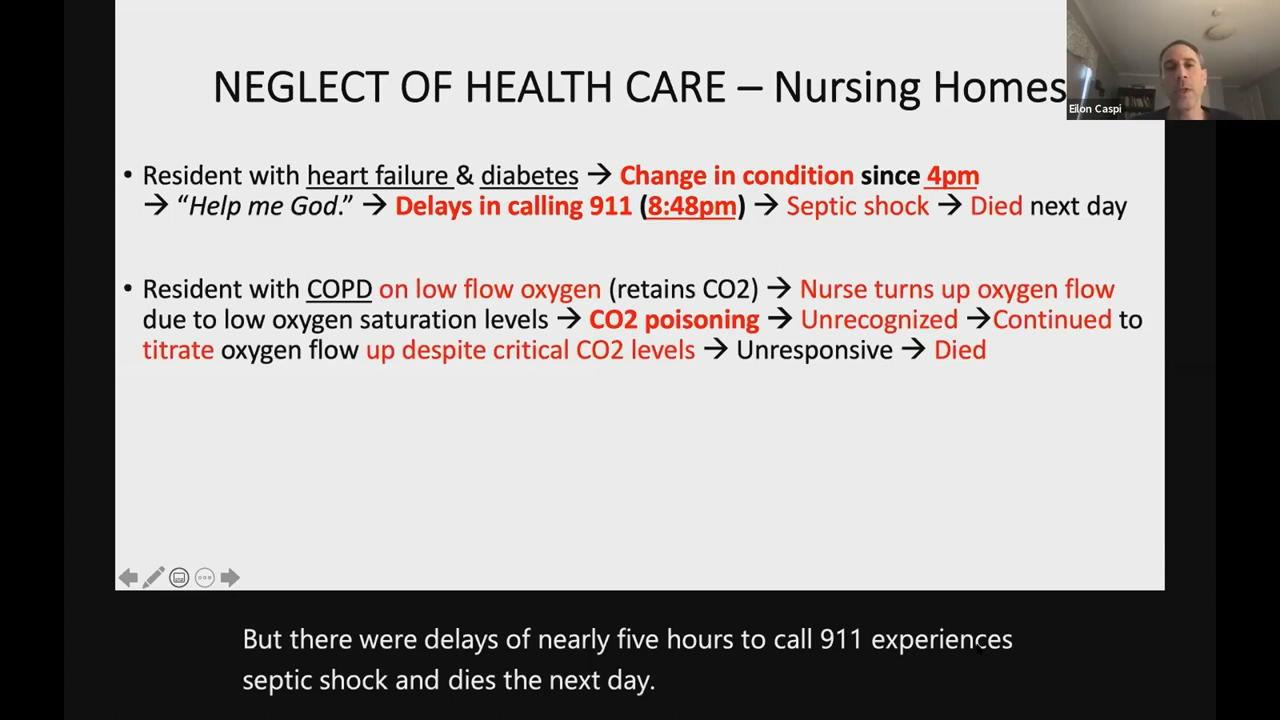 NEGLECT OF HEALTH CARE – Nursing Homes
Eilon Caspi
• Resident with heart failure & diabetes → Change in condition since 4pm
→ “Help me God.” → Delays in calling 911 (8:48pm) → Septic shock → Died next day
• Resident with COPD on low flow oxygen (retains CO2) → Nurse turns up oxygen flow
due to low oxygen saturation levels → CO2 poisoning → Unrecognized →Continued to
titrate oxygen flow up despite critical CO2 levels → Unresponsive → Died
But there were delays of nearly five hours to call 911 experiences
septic shock and dies the next day.